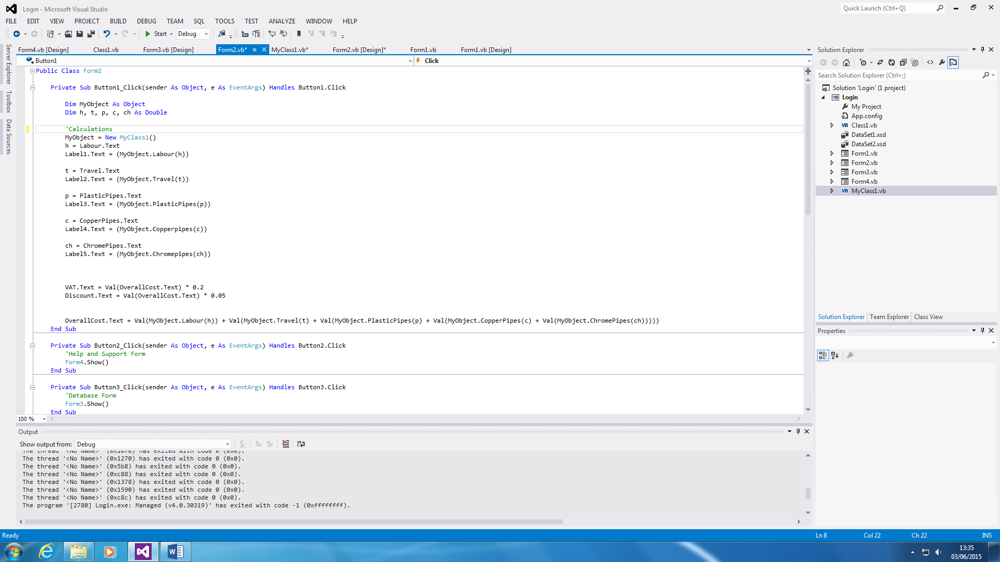 Login - Microsoft Visual Studio
Quick Launch (Ctrl+Q)
FILE EDIT VIEW PROJECT BUILD DEBUG TEAM SQL TOOLS TEST ANALYZE WINDOW HELP
Start Debug
Server Explorer
Toolbox
Data Sources
Form4.vb [Design] Class1.vb Form3.vb [Design] Form2.vb* MyClass1.vb* Form2.vb [Design]* Form1.vb Form1.vb [Design]
Button1 Click
Public Class Form2
Private Sub Button1_Click(sender As Object, e As EventArgs) Handles Button1.Click
Dim MyObject As Object
Dim h, t, p, c, ch As Double
'Calculations
MyObject = New MyClass1()
h = Labour.Text
Label1.Text = (MyObject.Labour(h))
t = Travel.Text
Label2.Text = (MyObject.Travel(t))
p = PlasticPipes.Text
Label3.Text = (MyObject.PlasticPipes(p))
c = CopperPipes.Text
Label4.Text = (MyObject.Copperpipes(c))
ch = ChromePipes.Text
Label5.Text = (MyObject.Chromepipes(ch))
VAT.Text = Val(OverallCost.Text) * 0.2
Discount.Text = Val(OverallCost.Text) * 0.05
OverallCost.Text = Val(MyObject.Labour(h)) + Val(MyObject.Travel(t) + Val(MyObject.PlasticPipes(p) + Val(MyObject.CopperPipes(c) + Val(MyObject.ChromePipes(ch)))))
End Sub
Private Sub Button2_Click(sender As Object, e As EventArgs) Handles Button2.Click
'Help and Support Form
Form4.Show()
End Sub
Private Sub Button3_Click(sender As Object, e As EventArgs) Handles Button3.Click
'Database Form
Form3.Show()
End Sub
100 %
Output
Show output from: Debug
The thread '<No Name>' (0x1070) has exited with code 0 (0x0).
The thread '<No Name>' (0x1270) has exited with code 0 (0x0).
The thread '<No Name>' (0x5b8) has exited with code 0 (0x0).
The thread '<No Name>' (0xc88) has exited with code 0 (0x0).
The thread '<No Name>' (0x1378) has exited with code 0 (0x0).
The thread '<No Name>' (0x1590) has exited with code 0 (0x0).
The thread '<No Name>' (0xc8c) has exited with code 0 (0x0).
The program '[2780] Login.exe: Managed (v4.0.30319)' has exited with code -1 (0xffffffff).
Solution Explorer
Search Solution Explorer (Ctrl+;)
Solution 'Login' (1 project)
VB Login
My Project
App.config
VB Class1.vb
DataSet1.xsd
DataSet2.xsd
Form1.vb
Form2.vb
Form3.vb
Form4.vb
VB MyClass1.vb
Solution Explorer Team Explorer Class View
Properties
Ready Ln 8 Col 22 Ch 22 INS
13:35
03/06/2015